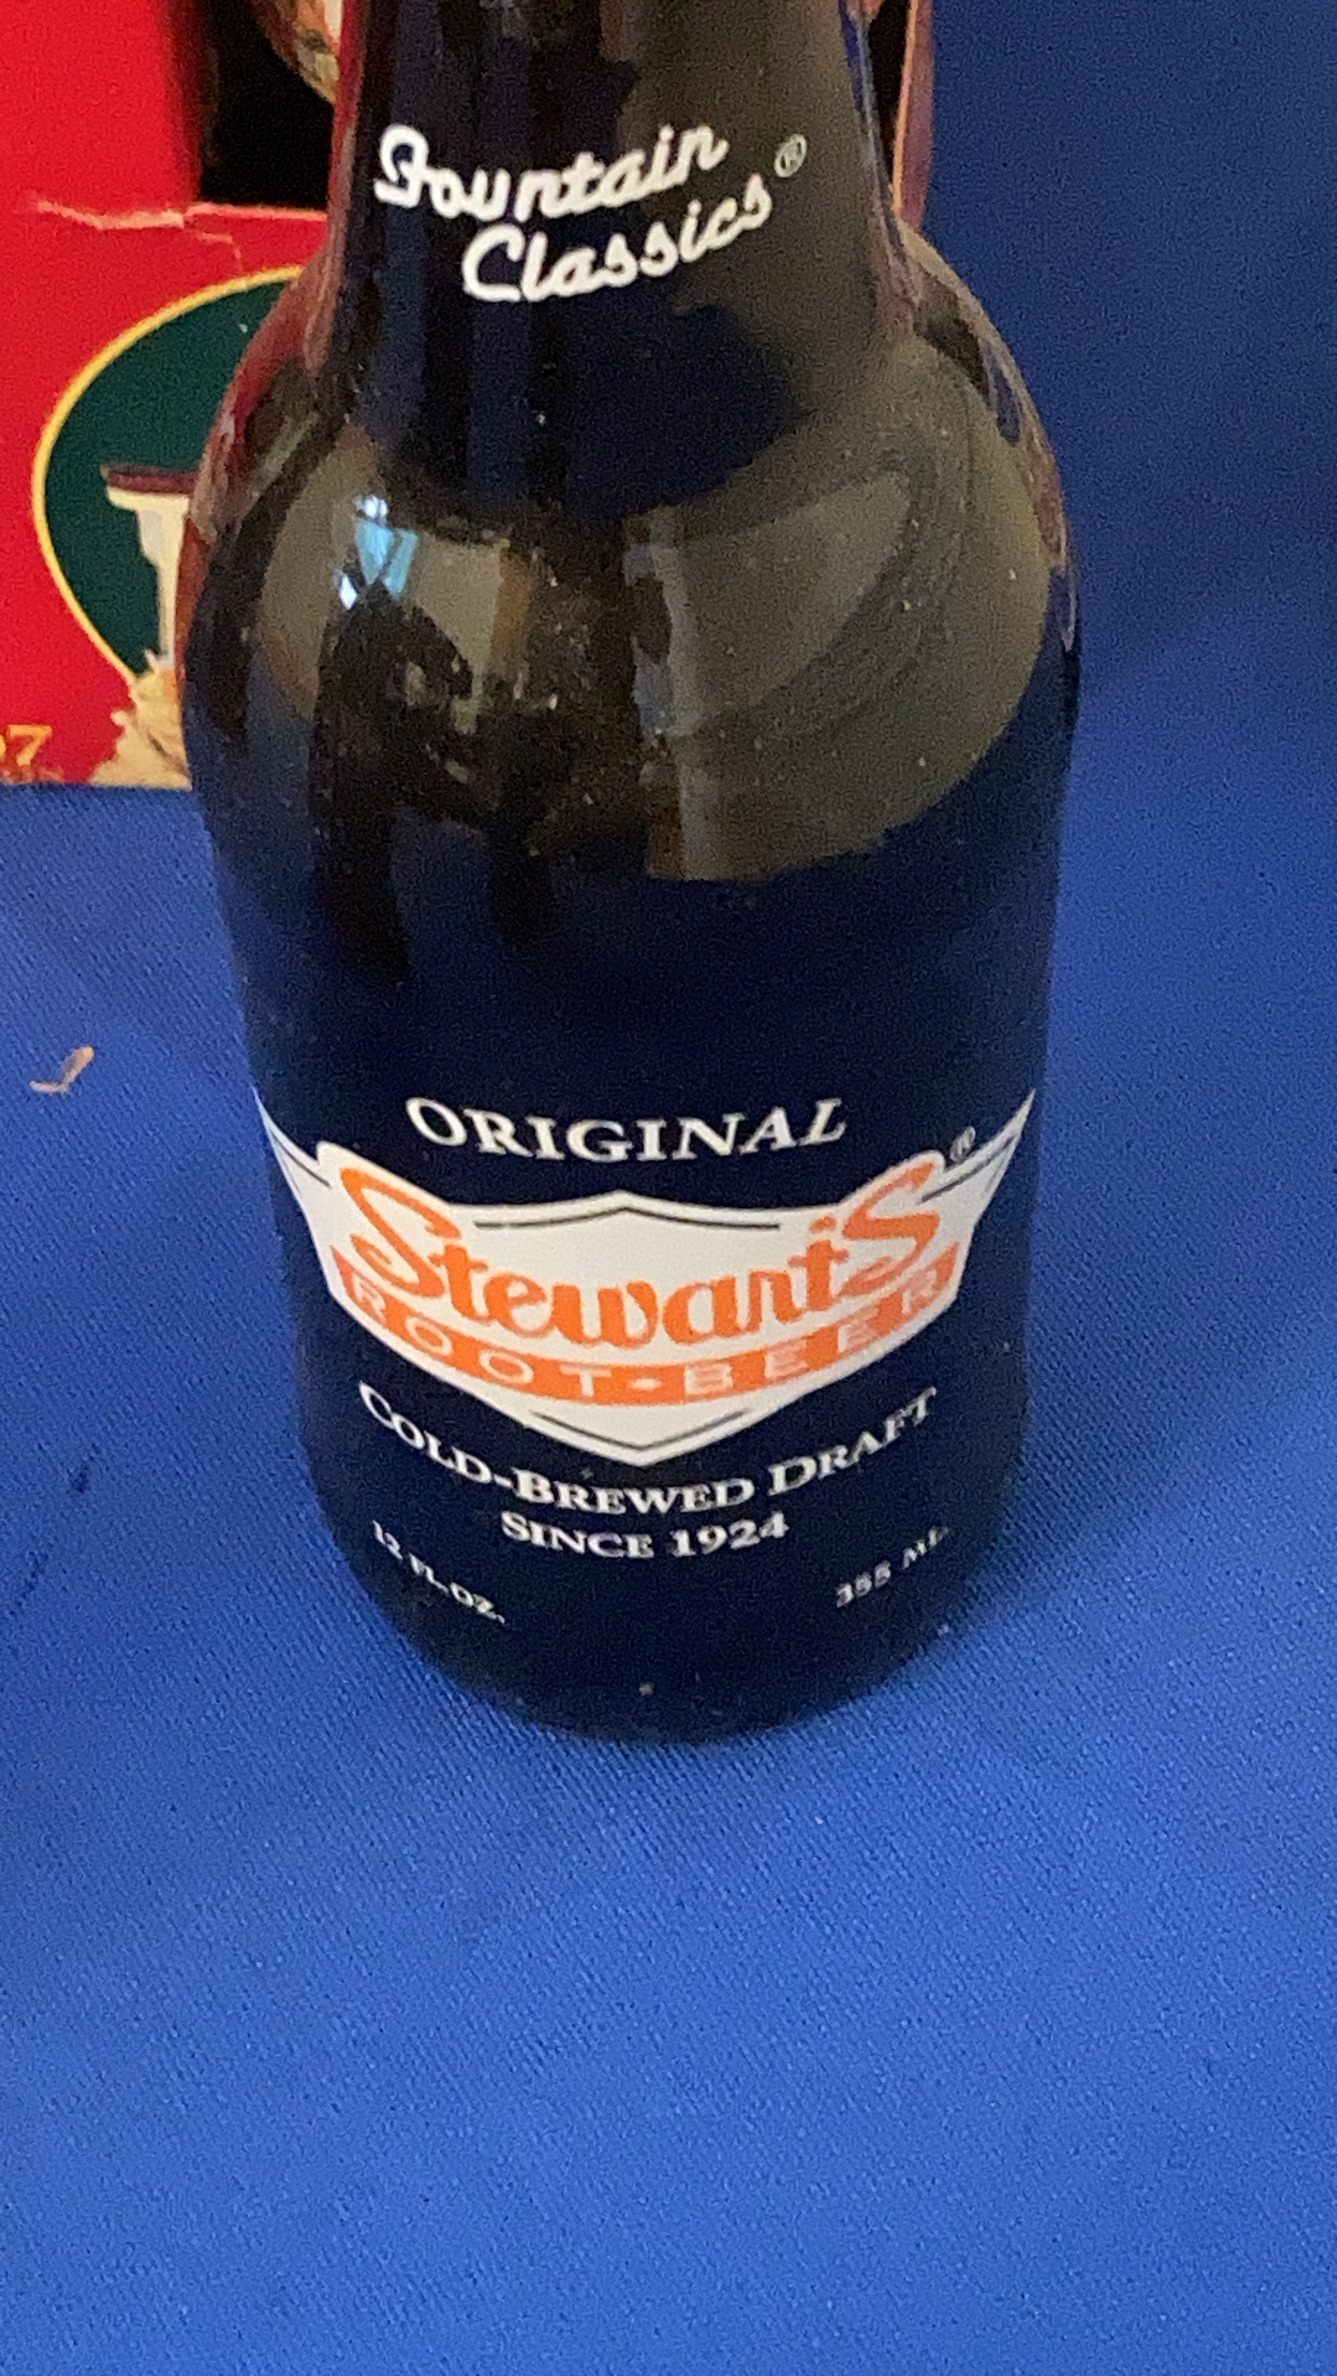 Fountain
Classics®
ORIGINAL
Stewart's®
ROOT•BEER
COLD-BREWED DRAFT
SINCE 1924
12 FL.OZ.
355 ML.